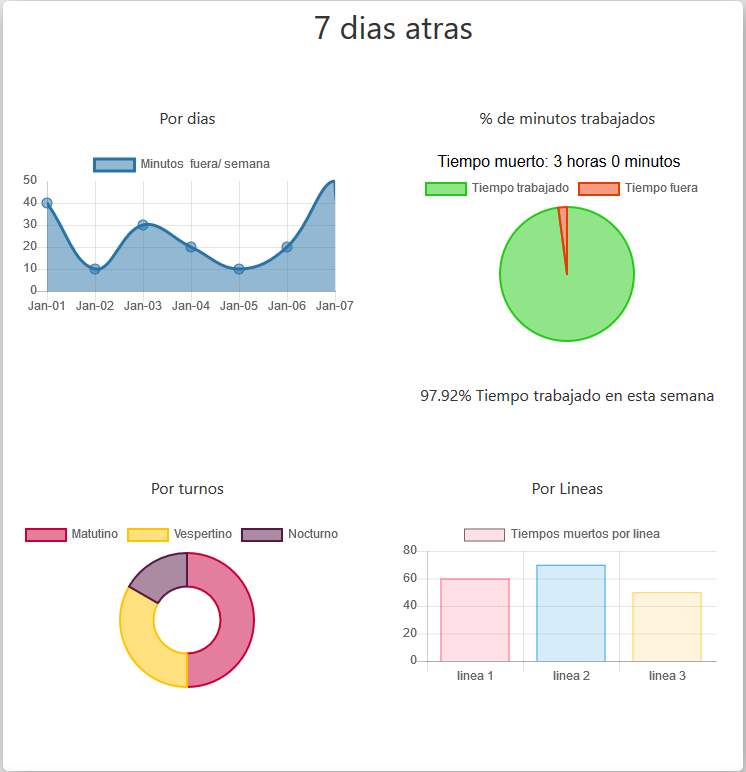 7 dias atras
Por dias
Minutos fuera/ semana
50
40
30
20
10
0
Jan-01 Jan-02 Jan-03 Jan-04 Jan-05 Jan-06 Jan-07
% de minutos trabajados
Tiempo muerto: 3 horas 0 minutos
Tiempo trabajado Tiempo fuera
97.92% Tiempo trabajado en esta semana
Por turnos
Matutino Vespertino Nocturno
Por Lineas
Tiempos muertos por linea
80
60
40
20
0
linea 1 linea 2 linea 3